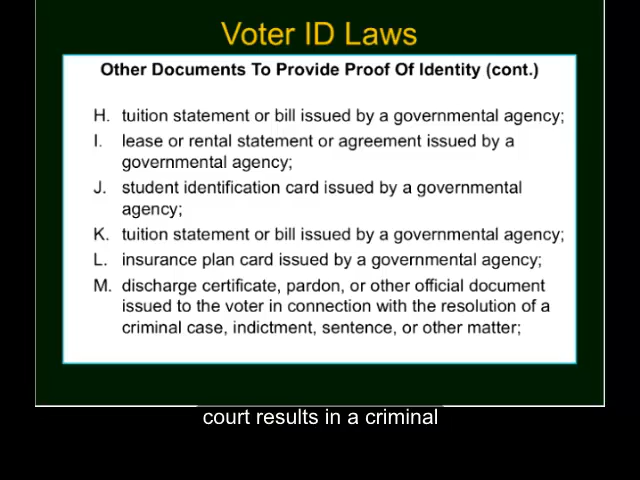 Voter ID Laws
Other Documents To Provide Proof Of Identity (cont.)
H. tuition statement or bill issued by a governmental agency;
I. lease or rental statement or agreement issued by a
governmental agency;
J. student identification card issued by a governmental
agency;
K. tuition statement or bill issued by a governmental agency;
L. insurance plan card issued by a governmental agency;
M. discharge certificate, pardon, or other official document
issued to the voter in connection with the resolution of a
criminal case, indictment, sentence, or other matter;
court results in a criminal